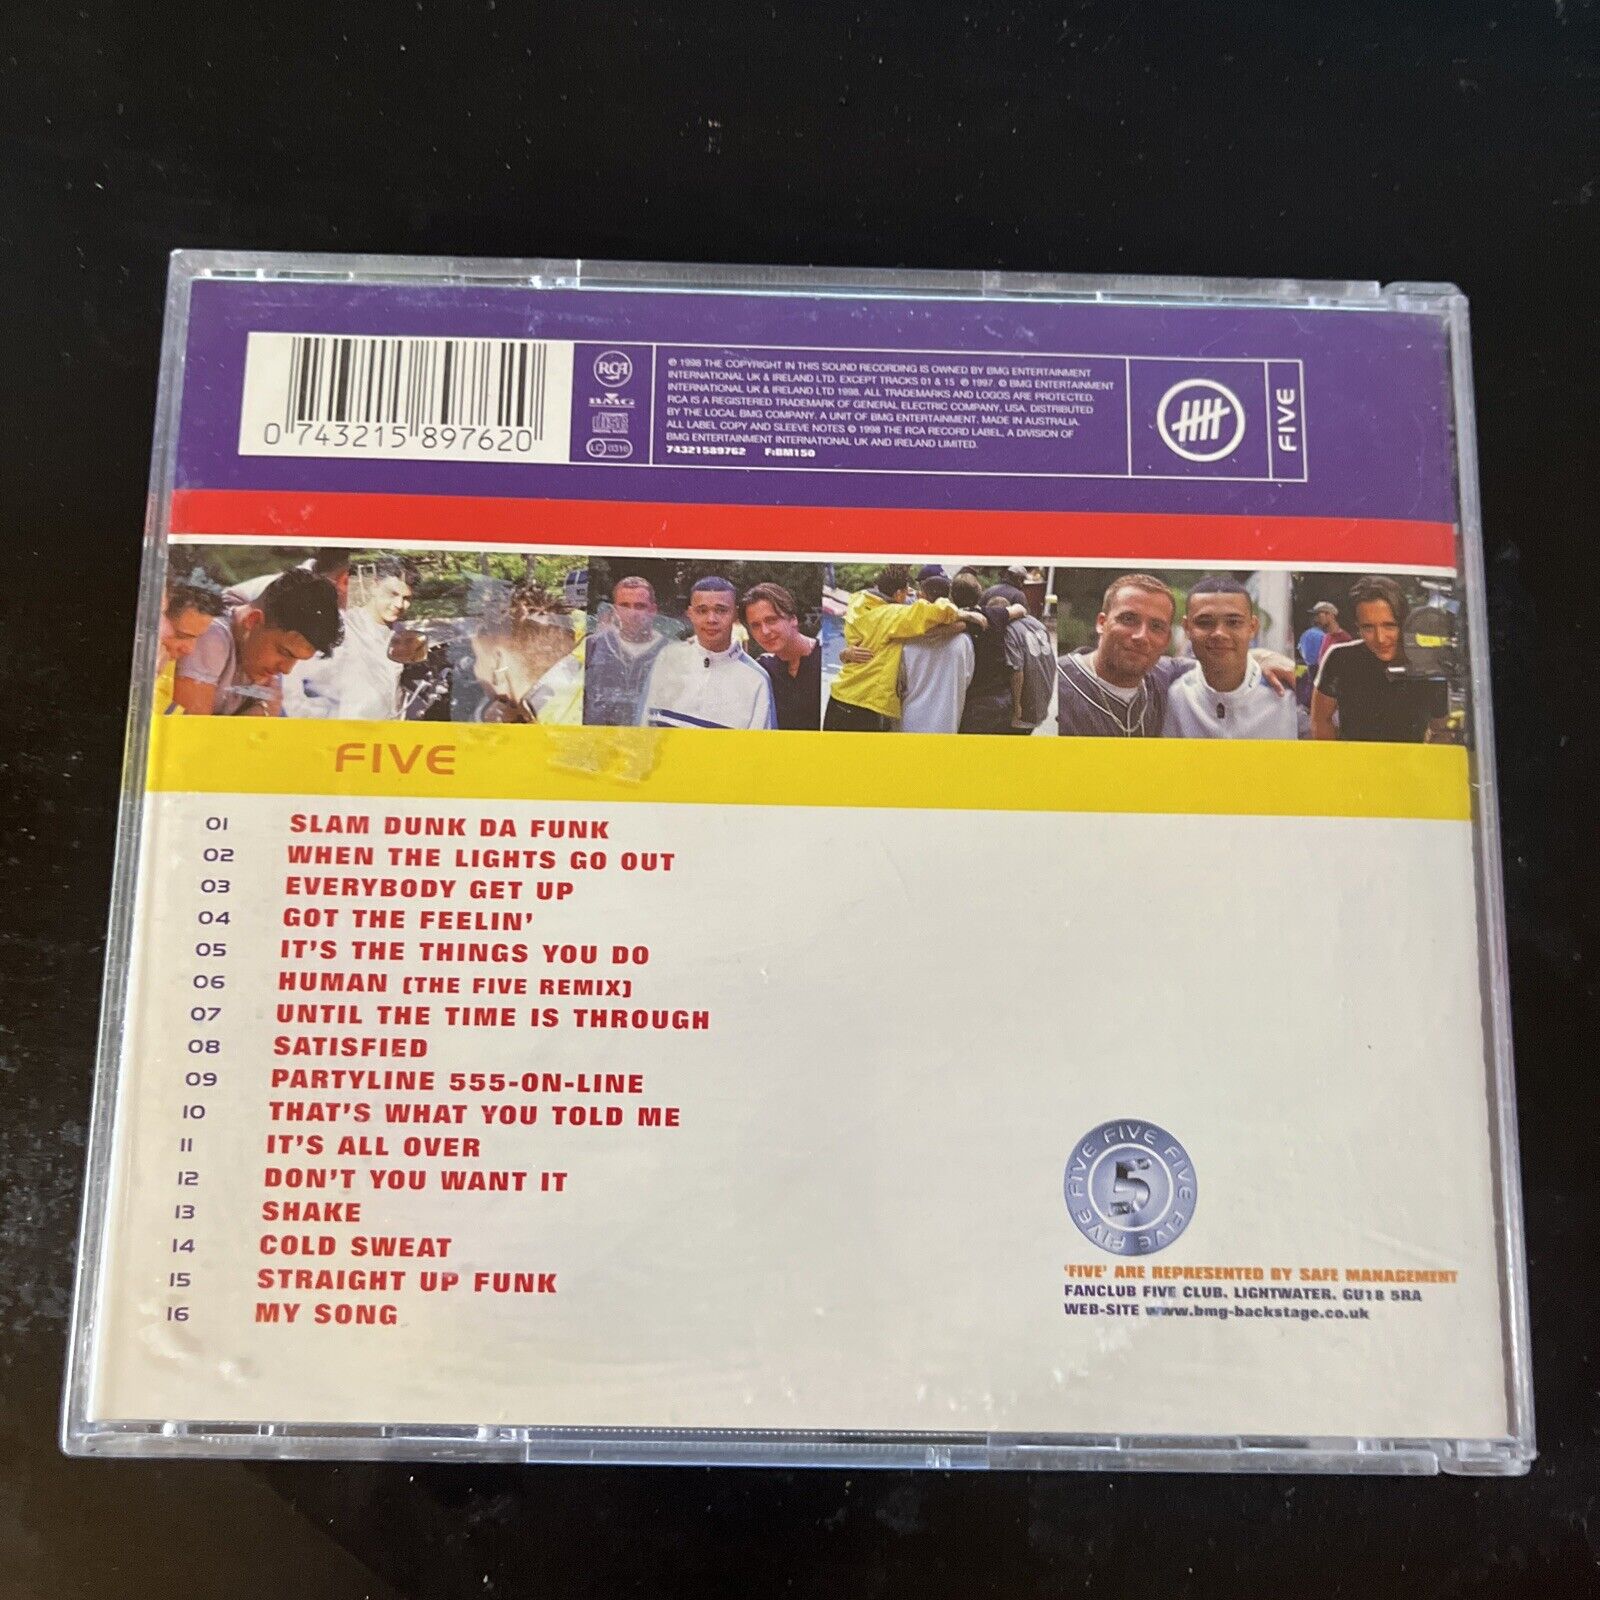 0 743215 897620
RCA
BMG
COMPACT
disc
DIGITAL AUDIO
LC 0316
℗ 1998 THE COPYRIGHT IN THIS SOUND RECORDING IS OWNED BY BMG ENTERTAINMENT
INTERNATIONAL UK & IRELAND LTD. EXCEPT TRACKS 01 & 15 ℗ 1997. © BMG ENTERTAINMENT
INTERNATIONAL UK & IRELAND LTD 1998. ALL TRADEMARKS AND LOGOS ARE PROTECTED.
RCA IS A REGISTERED TRADEMARK OF GENERAL ELECTRIC COMPANY, USA. DISTRIBUTED
BY THE LOCAL BMG COMPANY. A UNIT OF BMG ENTERTAINMENT. MADE IN AUSTRALIA.
ALL LABEL COPY AND SLEEVE NOTES © 1998 THE RCA RECORD LABEL, A DIVISION OF
BMG ENTERTAINMENT INTERNATIONAL UK AND IRELAND LIMITED.
74321589762 F:BM150
FIVE
FIVE
01 SLAM DUNK DA FUNK
02 WHEN THE LIGHTS GO OUT
03 EVERYBODY GET UP
04 GOT THE FEELIN'
05 IT'S THE THINGS YOU DO
06 HUMAN (THE FIVE REMIX)
07 UNTIL THE TIME IS THROUGH
08 SATISFIED
09 PARTYLINE 555-ON-LINE
10 THAT'S WHAT YOU TOLD ME
11 IT'S ALL OVER
12 DON'T YOU WANT IT
13 SHAKE
14 COLD SWEAT
15 STRAIGHT UP FUNK
16 MY SONG
FIVE FIVE FIVE FIVE FIVE
5
'FIVE' ARE REPRESENTED BY SAFE MANAGEMENT
FANCLUB FIVE CLUB. LIGHTWATER. GU18 5RA
WEB-SITE www.bmg-backstage.co.uk